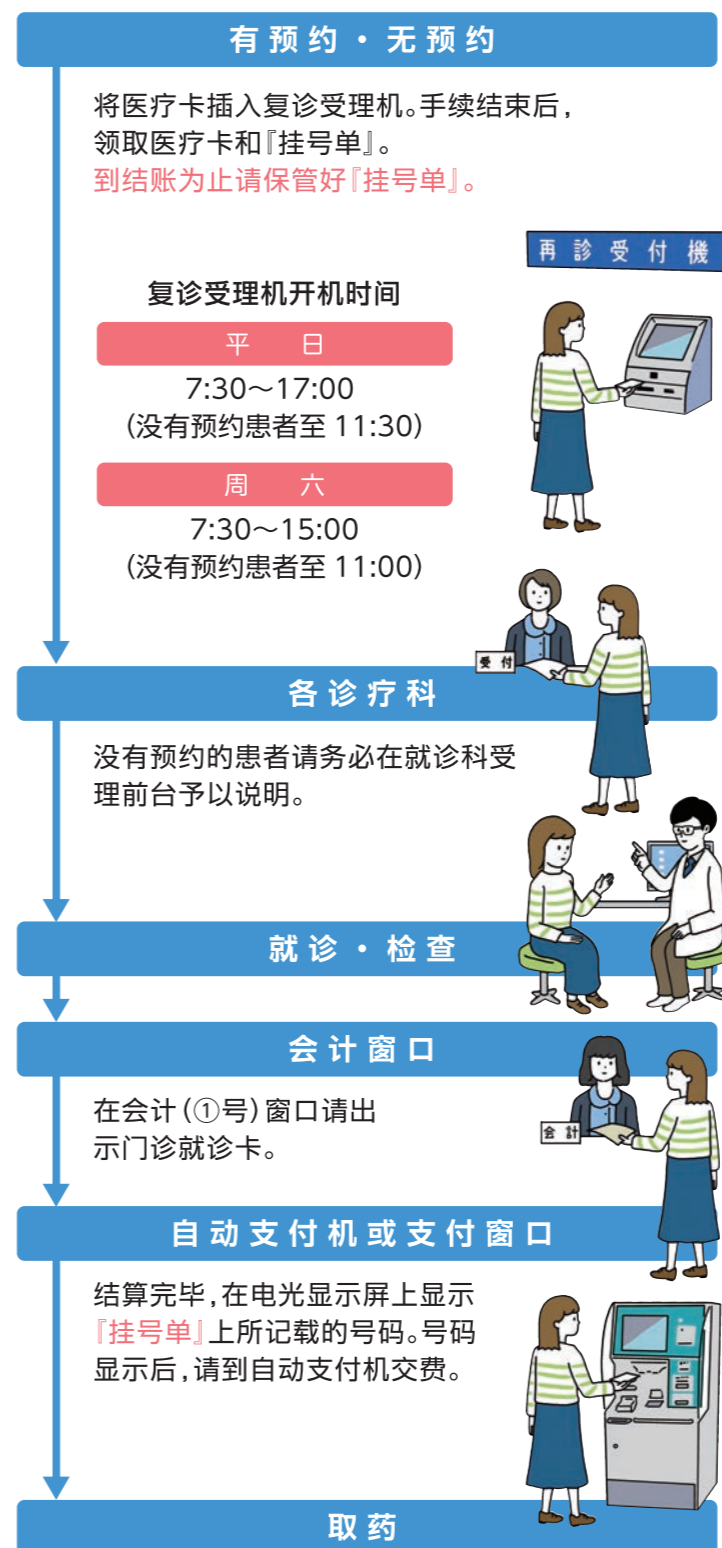 有预约・无预约
将医疗卡插入复诊受理机。手续结束后，
领取医疗卡和『挂号单』。
到结账为止请保管好『挂号单』。
再診受付機
复诊受理机开机时间
平日
7:30～17:00
（没有预约患者至 11:30）
周六
7:30～15:00
（没有预约患者至 11:00）
受付
各诊疗科
没有预约的患者请务必在就诊科受
理前台予以说明。
就诊・检查
会计窗口
在会计（①号）窗口请出
示门诊就诊卡。
会計
自动支付机或支付窗口
结算完毕，在电光显示屏上显示
『挂号单』上所记载的号码。号码
显示后，请到自动支付机交费。
取药